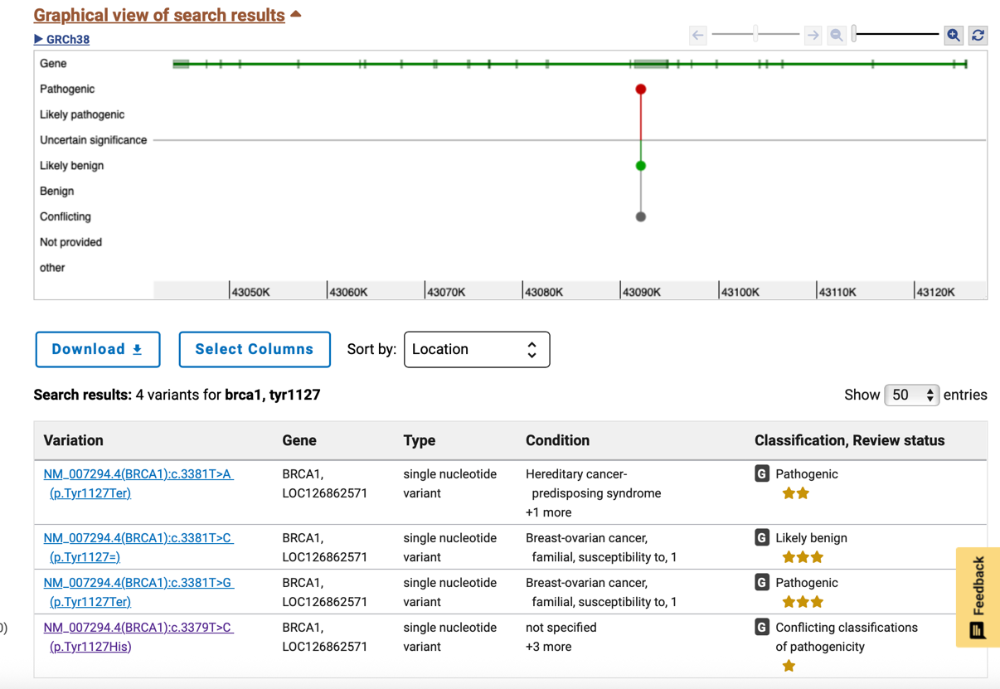 Graphical view of search results
GRCh38
Gene
Pathogenic
Likely pathogenic
Uncertain significance
Likely benign
Benign
Conflicting
Not provided
other
43050K 43060K 43070K 43080K 43090K 43100K 43110K 43120K
Download Select Columns Sort by: Location
Search results: 4 variants for brca1, tyr1127 Show 50 entries
Variation Gene Type Condition Classification, Review status
NM_007294.4(BRCA1):c.3381T>A BRCA1, single nucleotide Hereditary cancer- G Pathogenic
(p.Tyr1127Ter) LOC126862571 variant predisposing syndrome
+1 more
NM_007294.4(BRCA1):c.3381T>C BRCA1, single nucleotide Breast-ovarian cancer, G Likely benign
(p.Tyr1127=) LOC126862571 variant familial, susceptibility to, 1
NM_007294.4(BRCA1):c.3381T>G BRCA1, single nucleotide Breast-ovarian cancer, G Pathogenic
(p.Tyr1127Ter) LOC126862571 variant familial, susceptibility to, 1
NM_007294.4(BRCA1):c.3379T>C BRCA1, single nucleotide not specified G Conflicting classifications
(p.Tyr1127His) LOC126862571 variant +3 more of pathogenicity
Feedback